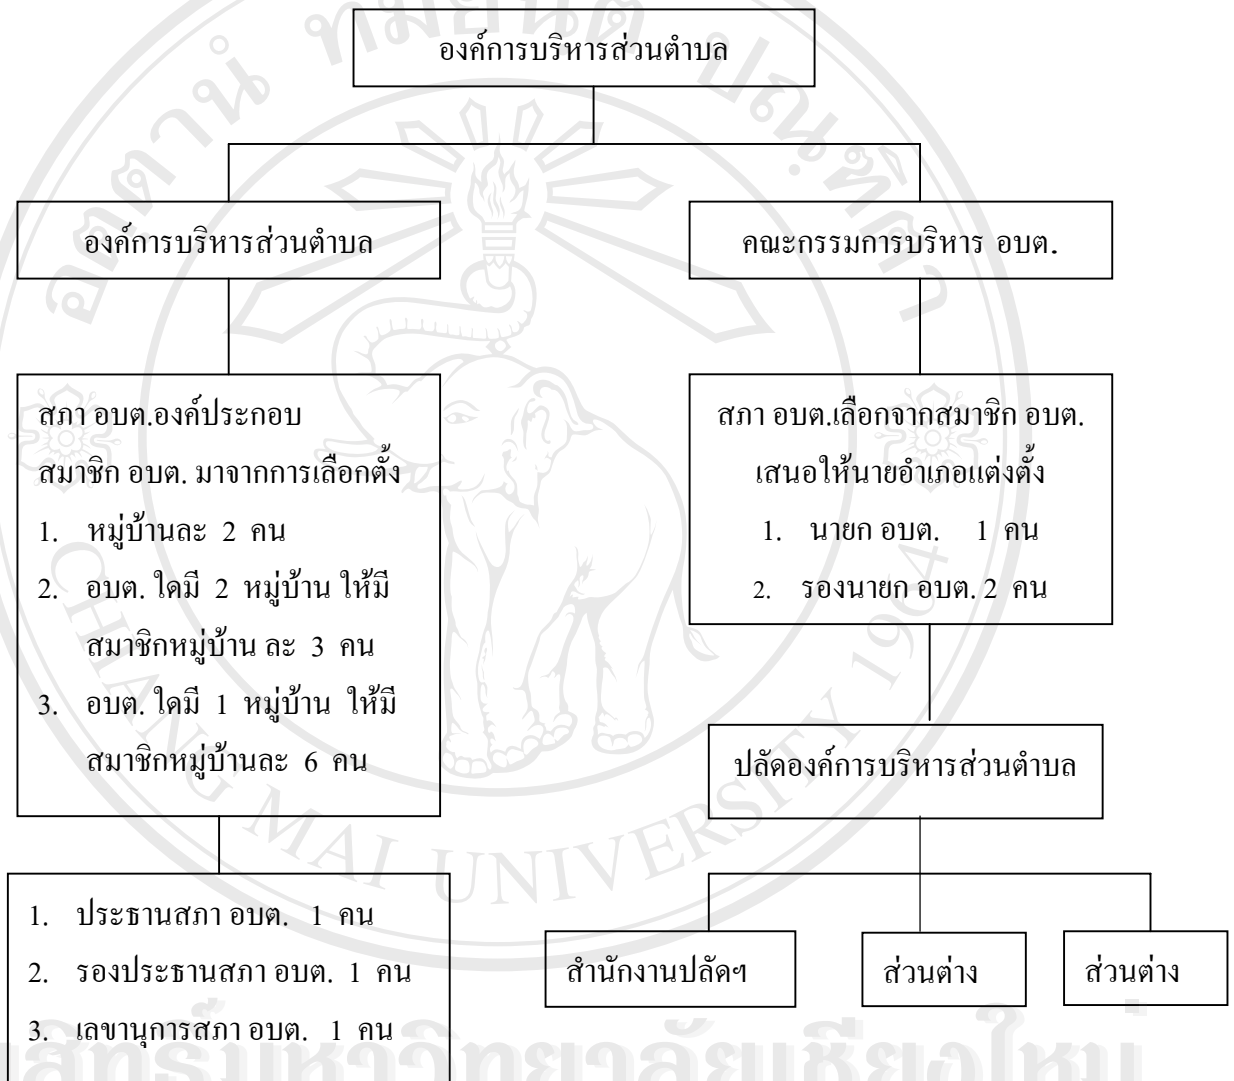 องค์การบริหารส่วนตำบล
องค์การบริหารส่วนตำบล
คณะกรรมการบริหาร อบต.
สภา อบต.องค์ประกอบ
สมาชิก อบต. มาจากการเลือกตั้ง
1. หมู่บ้านละ 2 คน
2. อบต. ใดมี 2 หมู่บ้าน ให้มี
สมาชิกหมู่บ้าน ละ 3 คน
3. อบต. ใดมี 1 หมู่บ้าน ให้มี
สมาชิกหมู่บ้านละ 6 คน
สภา อบต.เลือกจากสมาชิก อบต.
เสนอให้นายอำเภอแต่งตั้ง
1. นายก อบต. 1 คน
2. รองนายก อบต. 2 คน
ปลัดองค์การบริหารส่วนตำบล
1. ประธานสภา อบต. 1 คน
2. รองประธานสภา อบต. 1 คน
3. เลขานุการสภา อบต. 1 คน
สำนักงานปลัดฯ
ส่วนต่าง
ส่วนต่าง
CHIANG MAI UNIVERSITY 1964